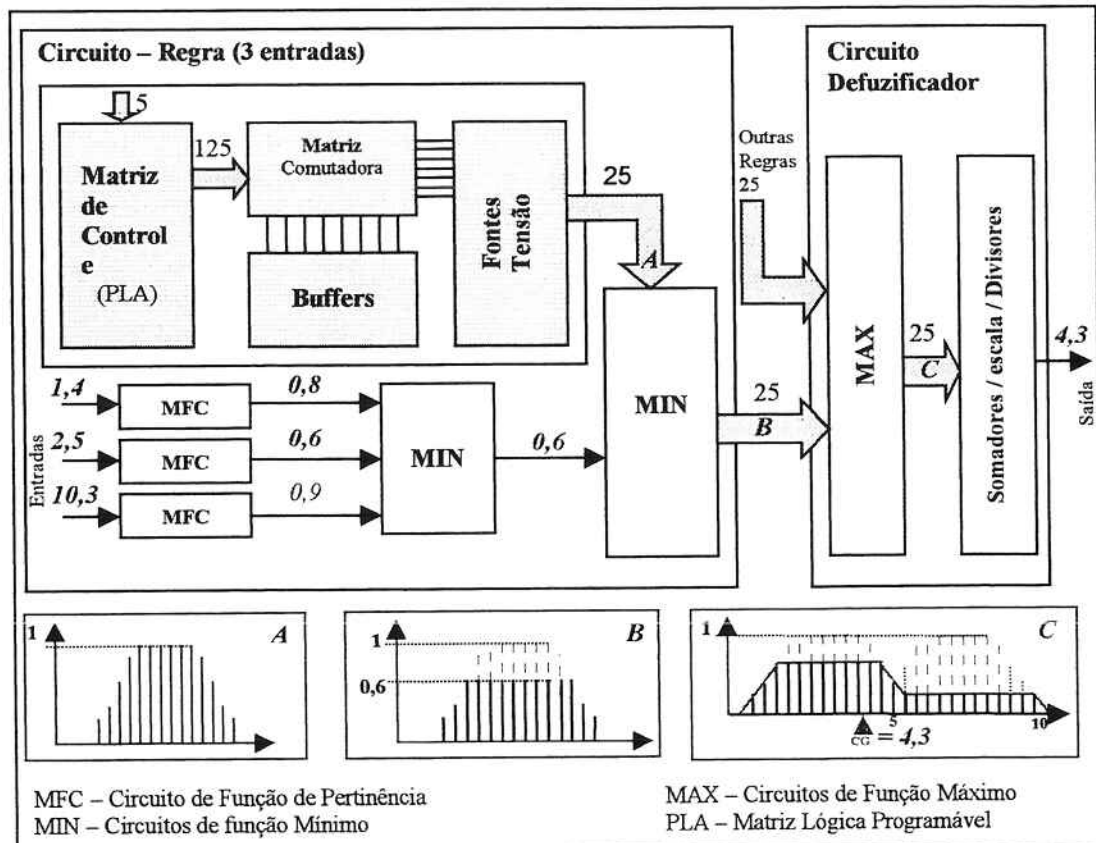 Circuito – Regra (3 entradas)
Circuito
Defuzificador
5
125
Matriz
de
Control
e
(PLA)
Matriz
Comutadora
Buffers
Fontes
Tensão
25
A
Outras
Regras
25
MIN
MAX
25
C
Somadores / escala / Divisores
4,3
Saída
25
B
Entradas
1,4
MFC
0,8
2,5
MFC
0,6
10,3
MFC
0,9
MIN
0,6
1
A
1
0,6
B
1
C
5
10
CG = 4,3
MFC – Circuito de Função de Pertinência
MIN – Circuitos de função Mínimo
MAX – Circuitos de Função Máximo
PLA – Matriz Lógica Programável